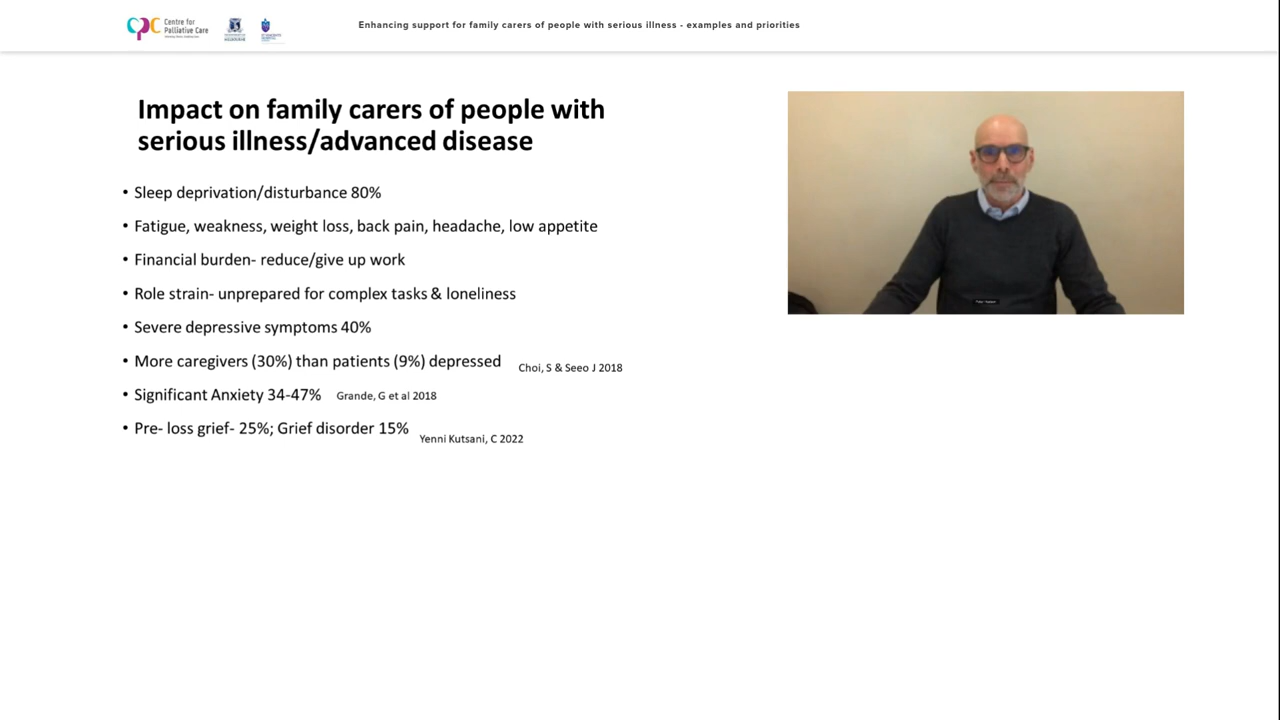 Centre for
Palliative Care
Enhancing support for family carers of people with serious illness - examples and priorities
Impact on family carers of people with
serious illness/advanced disease
• Sleep deprivation/disturbance 80%
• Fatigue, weakness, weight loss, back pain, headache, low appetite
• Financial burden- reduce/give up work
• Role strain- unprepared for complex tasks & loneliness
• Severe depressive symptoms 40%
• More caregivers (30%) than patients (9%) depressed Choi, S & Seeo J 2018
• Significant Anxiety 34-47% Grande, G et al 2018
• Pre- loss grief- 25%; Grief disorder 15% Yenni Kutsani, C 2022